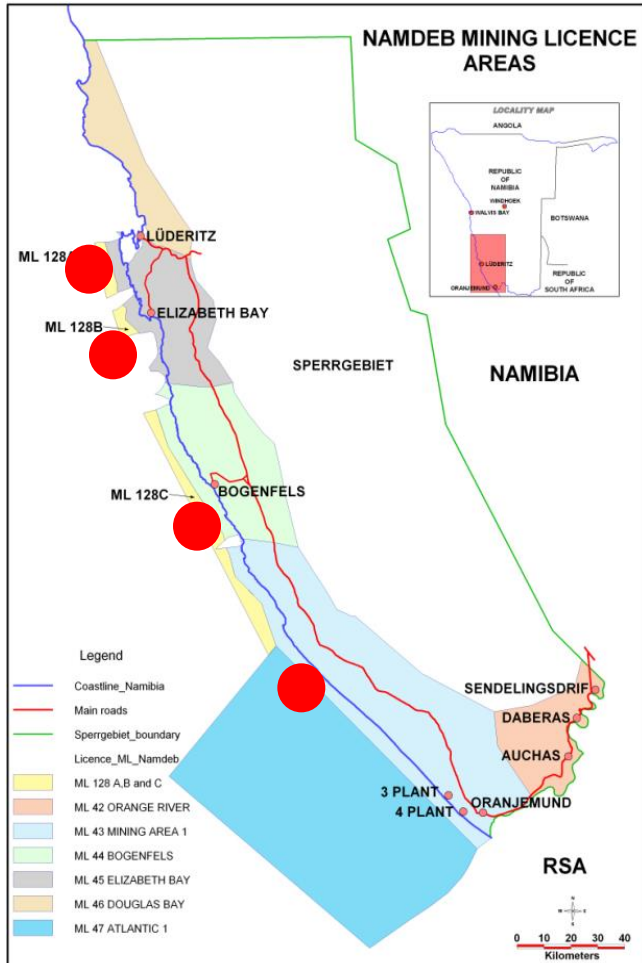 NAMDEB MINING LICENCE
AREAS
LOCALITY MAP
ANGOLA
REPUBLIC
OF
NAMIBIA
WINDHOEK
WALVIS BAY
BOTSWANA
LÜDERITZ
ORANJEMUND
REPUBLIC
OF
SOUTH AFRICA
LÜDERITZ
ML 128A
ELIZABETH BAY
ML 128B
SPERRGEBIET
NAMIBIA
BOGENFELS
ML 128C
SENDELINGSDRIF
DABERAS
AUCHAS
3 PLANT
4 PLANT
ORANJEMUND
RSA
Legend
Coastline_Namibia
Main roads
Sperrgebiet_boundary
Licence_ML_Namdeb
ML 128 A,B and C
ML 42 ORANGE RIVER
ML 43 MINING AREA 1
ML 44 BOGENFELS
ML 45 ELIZABETH BAY
ML 46 DOUGLAS BAY
ML 47 ATLANTIC 1
0 10 20 30 40
Kilometers